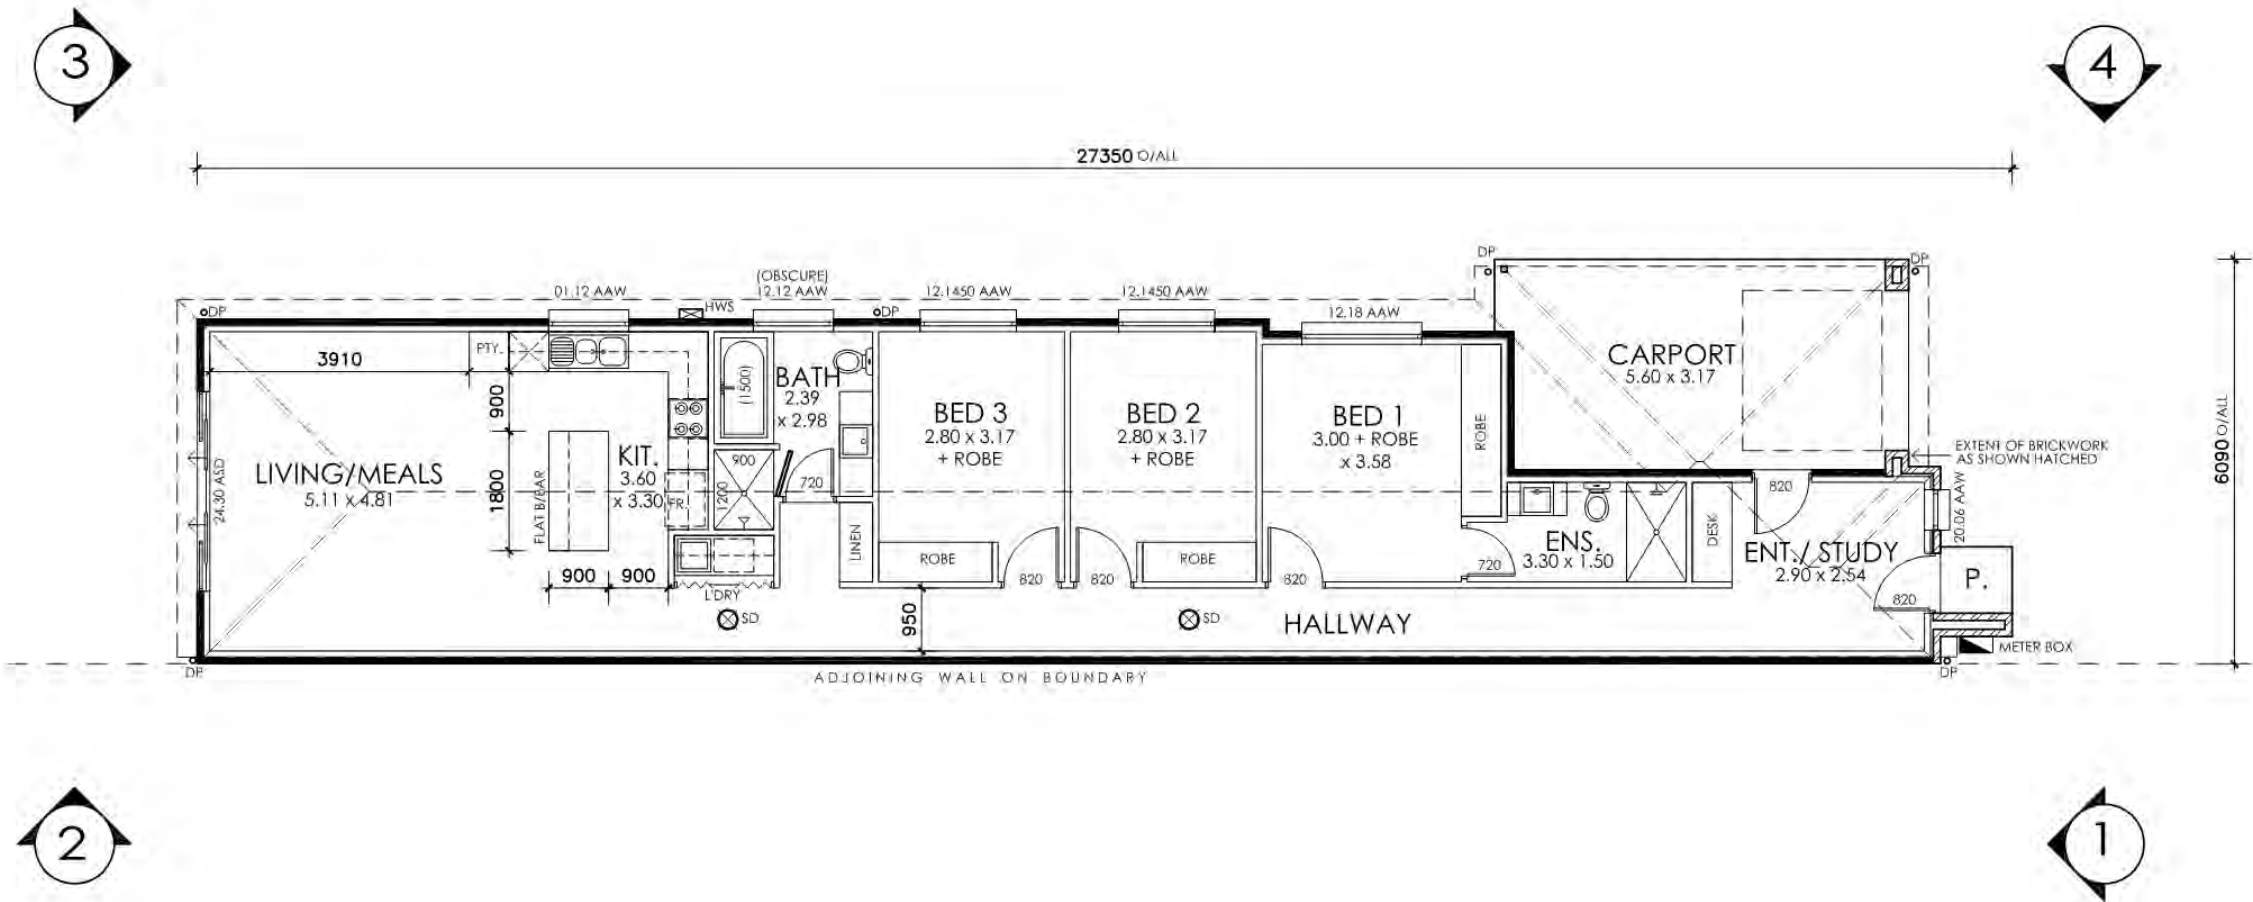 3
4
27350 O/ALL
DP
DP
(OBSCURE)
01.12 AAW
12.12 AAW
12.1450 AAW
12.1450 AAW
HWS
DP
DP
12.18 AAW
PTY.
3910
900
1800
(1500)
BATH
2.39
x 2.98
BED 3
2.80 x 3.17
+ ROBE
BED 2
2.80 x 3.17
+ ROBE
BED 1
3.00 + ROBE
x 3.58
ROBE
CARPORT
5.60 x 3.17
6090 O/ALL
EXTENT OF BRICKWORK
AS SHOWN HATCHED
LIVING/MEALS
5.11 x 4.81
24.30 ASD
FLAT B/BAR
KIT.
3.60
x 3.30
FR.
900
1200
720
820
20.06 AAW
LINEN
ROBE
820
820
ROBE
820
720
ENS.
3.30 x 1.50
DESK
ENT./ STUDY
2.90 x 2.54
820
P.
900
900
L'DRY
SD
950
SD
HALLWAY
METER BOX
DP
DP
ADJOINING WALL ON BOUNDARY
2
1